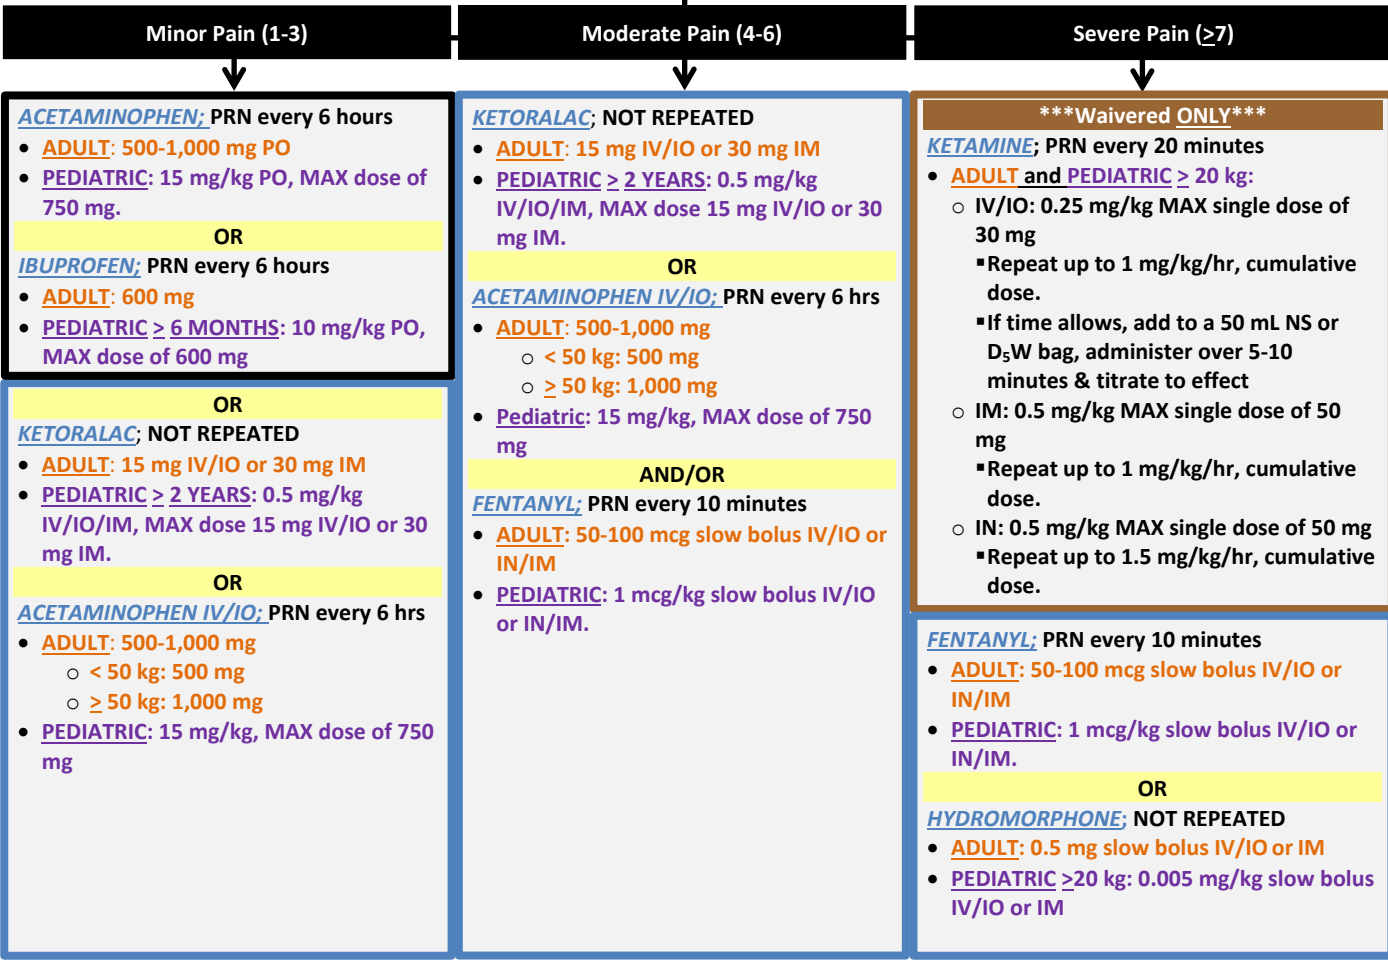 Minor Pain (1-3)
ACETAMINOPHEN; PRN every 6 hours
• ADULT: 500-1,000 mg PO
• PEDIATRIC: 15 mg/kg PO, MAX dose of
750 mg.
OR
IBUPROFEN; PRN every 6 hours
• ADULT: 600 mg
• PEDIATRIC > 6 MONTHS: 10 mg/kg PO,
MAX dose of 600 mg
OR
KETORALAC; NOT REPEATED
• ADULT: 15 mg IV/IO or 30 mg IM
• PEDIATRIC > 2 YEARS: 0.5 mg/kg
IV/IO/IM, MAX dose 15 mg IV/IO or 30
mg IM.
OR
ACETAMINOPHEN IV/IO; PRN every 6 hrs
• ADULT: 500-1,000 mg
○ < 50 kg: 500 mg
○ > 50 kg: 1,000 mg
• PEDIATRIC: 15 mg/kg, MAX dose of 750
mg
Moderate Pain (4-6)
KETORALAC; NOT REPEATED
• ADULT: 15 mg IV/IO or 30 mg IM
• PEDIATRIC > 2 YEARS: 0.5 mg/kg
IV/IO/IM, MAX dose 15 mg IV/IO or 30
mg IM.
OR
ACETAMINOPHEN IV/IO; PRN every 6 hrs
• ADULT: 500-1,000 mg
○ < 50 kg: 500 mg
○ > 50 kg: 1,000 mg
• Pediatric: 15 mg/kg, MAX dose of 750
mg
AND/OR
FENTANYL; PRN every 10 minutes
• ADULT: 50-100 mcg slow bolus IV/IO or
IN/IM
• PEDIATRIC: 1 mcg/kg slow bolus IV/IO
or IN/IM.
Severe Pain (>7)
***Waivered ONLY***
KETAMINE; PRN every 20 minutes
• ADULT and PEDIATRIC > 20 kg:
○ IV/IO: 0.25 mg/kg MAX single dose of
30 mg
▪Repeat up to 1 mg/kg/hr, cumulative
dose.
▪If time allows, add to a 50 mL NS or
D₅W bag, administer over 5-10
minutes & titrate to effect
○ IM: 0.5 mg/kg MAX single dose of 50
mg
▪Repeat up to 1 mg/kg/hr, cumulative
dose.
○ IN: 0.5 mg/kg MAX single dose of 50 mg
▪Repeat up to 1.5 mg/kg/hr, cumulative
dose.
FENTANYL; PRN every 10 minutes
• ADULT: 50-100 mcg slow bolus IV/IO or
IN/IM
• PEDIATRIC: 1 mcg/kg slow bolus IV/IO or
IN/IM.
OR
HYDROMORPHONE; NOT REPEATED
• ADULT: 0.5 mg slow bolus IV/IO or IM
• PEDIATRIC >20 kg: 0.005 mg/kg slow bolus
IV/IO or IM